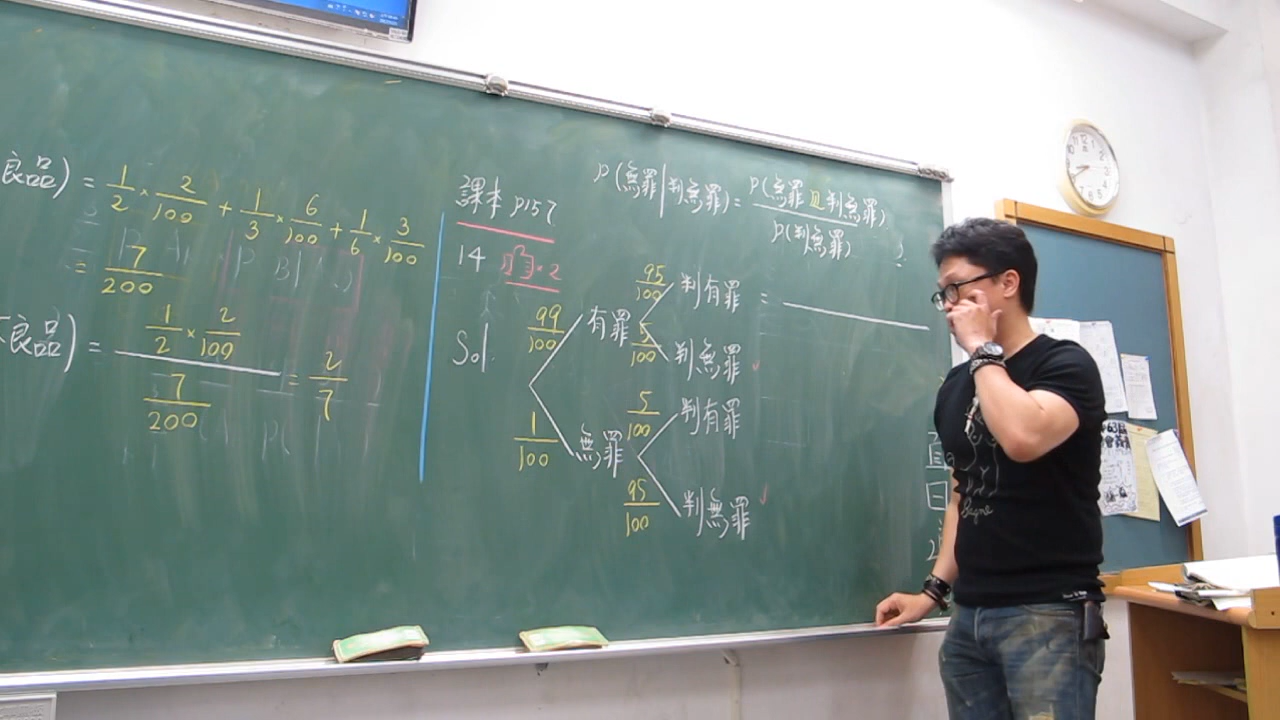 良品) = 1/2 × 2/100 + 1/3 × 6/100 + 1/6 × 3/100
= 7/200
良品) = (1/2 × 2/100) / (7/200) = 2/7
課本 P157
14
Sol
99/100 有罪
95/100 判有罪
5/100 判無罪
1/100 無罪
5/100 判有罪
95/100 判無罪
P(無罪|判無罪) = P(無罪且判無罪) / P(判無罪)
=